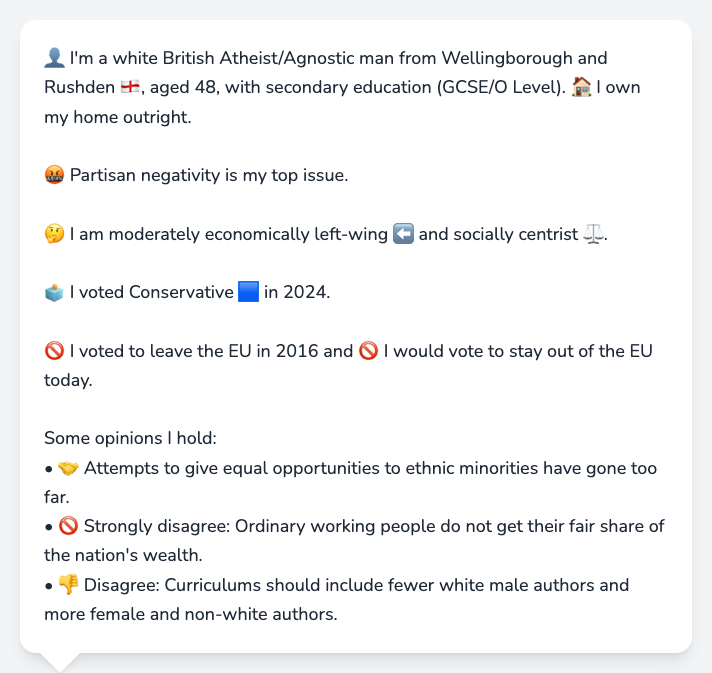 👤 I'm a white British Atheist/Agnostic man from Wellingborough and
Rushden 🏴󠁧󠁢󠁥󠁮󠁧󠁿, aged 48, with secondary education (GCSE/O Level). 🏠 I own
my home outright.
🤬 Partisan negativity is my top issue.
🤔 I am moderately economically left-wing ⬅️ and socially centrist ⚖️.
🗳️ I voted Conservative 🟦 in 2024.
🚫 I voted to leave the EU in 2016 and 🚫 I would vote to stay out of the EU
today.
Some opinions I hold:
• 🤝 Attempts to give equal opportunities to ethnic minorities have gone too
far.
• 🚫 Strongly disagree: Ordinary working people do not get their fair share of
the nation's wealth.
• 👎 Disagree: Curriculums should include fewer white male authors and
more female and non-white authors.